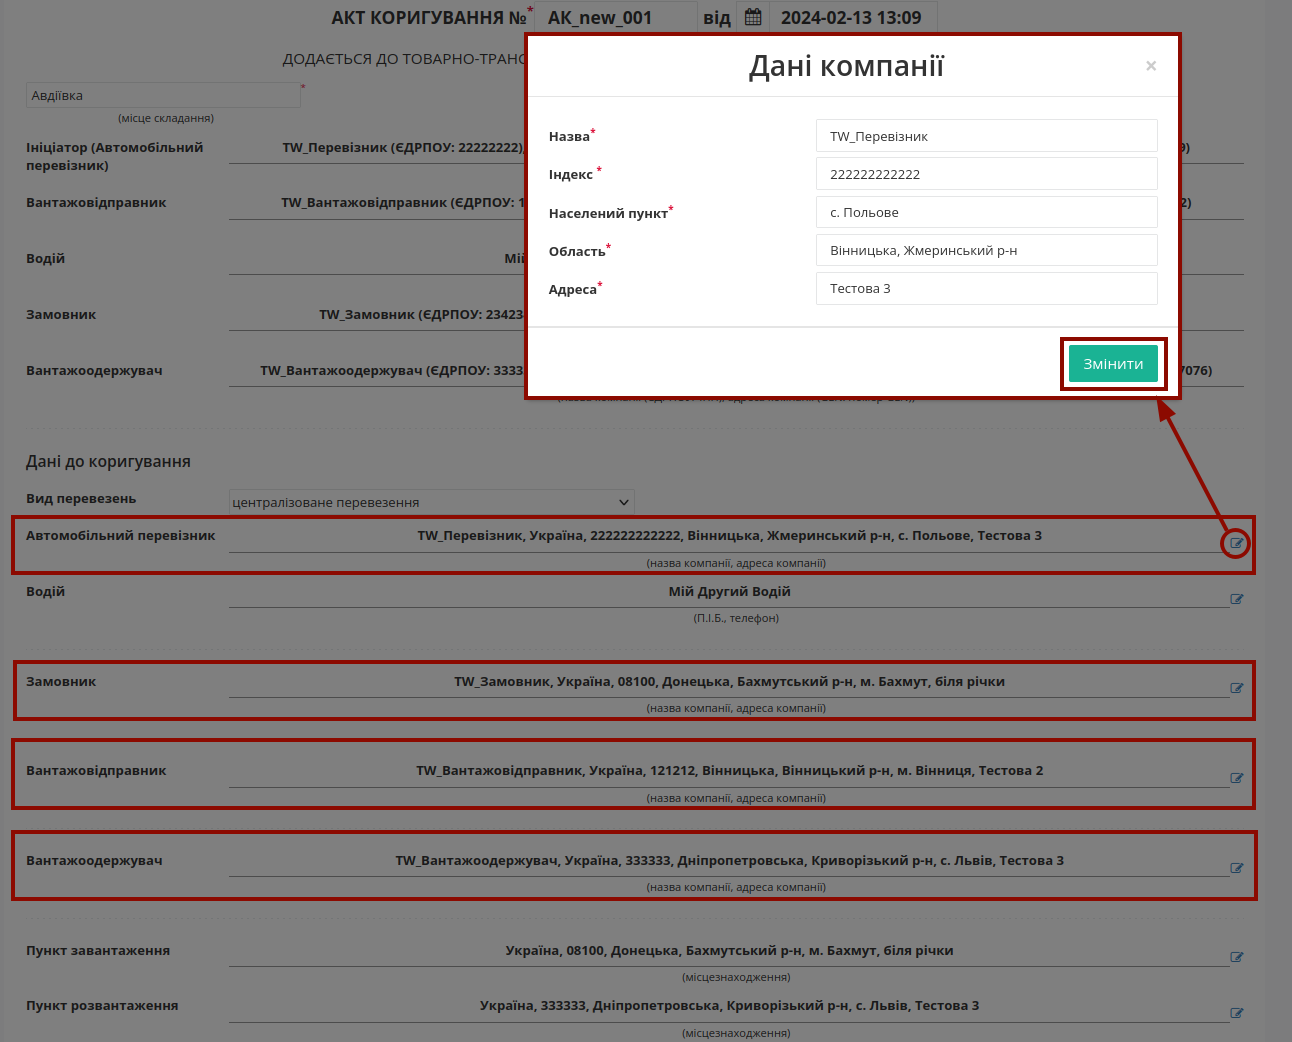 АКТ КОРИГУВАННЯ №* АК_new_001 від 2024-02-13 13:09
ДОДАЄТЬСЯ ДО ТОВАРНО-ТРАНС
Дані компанії ×
Авдіївка *
(місце складання)
Назва* TW_Перевізник
Індекс * 222222222222
Населений пункт* с. Польове
Область* Вінницька, Жмеринський р-н
Адреса* Тестова 3
Змінити
Ініціатор (Автомобільний перевізник) TW_Перевізник (ЄДРПОУ: 22222222), 9)
Вантажовідправник TW_Вантажовідправник (ЄДРПОУ: 1 2)
Водій Мій
Замовник TW_Замовник (ЄДРПОУ: 23423
Вантажоодержувач TW_Вантажоодержувач (ЄДРПОУ: 3333 7076)
Дані до коригування
Вид перевезень централізоване перевезення
Автомобільний перевізник TW_Перевізник, Україна, 222222222222, Вінницька, Жмеринський р-н, с. Польове, Тестова 3
(назва компанії, адреса компанії)
Водій Мій Другий Водій
(П.І.Б., телефон)
Замовник TW_Замовник, Україна, 08100, Донецька, Бахмутський р-н, м. Бахмут, біля річки
(назва компанії, адреса компанії)
Вантажовідправник TW_Вантажовідправник, Україна, 121212, Вінницька, Вінницький р-н, м. Вінниця, Тестова 2
(назва компанії, адреса компанії)
Вантажоодержувач TW_Вантажоодержувач, Україна, 333333, Дніпропетровська, Криворізький р-н, с. Львів, Тестова 3
(назва компанії, адреса компанії)
Пункт завантаження Україна, 08100, Донецька, Бахмутський р-н, м. Бахмут, біля річки
(місцезнаходження)
Пункт розвантаження Україна, 333333, Дніпропетровська, Криворізький р-н, с. Львів, Тестова 3
(місцезнаходження)